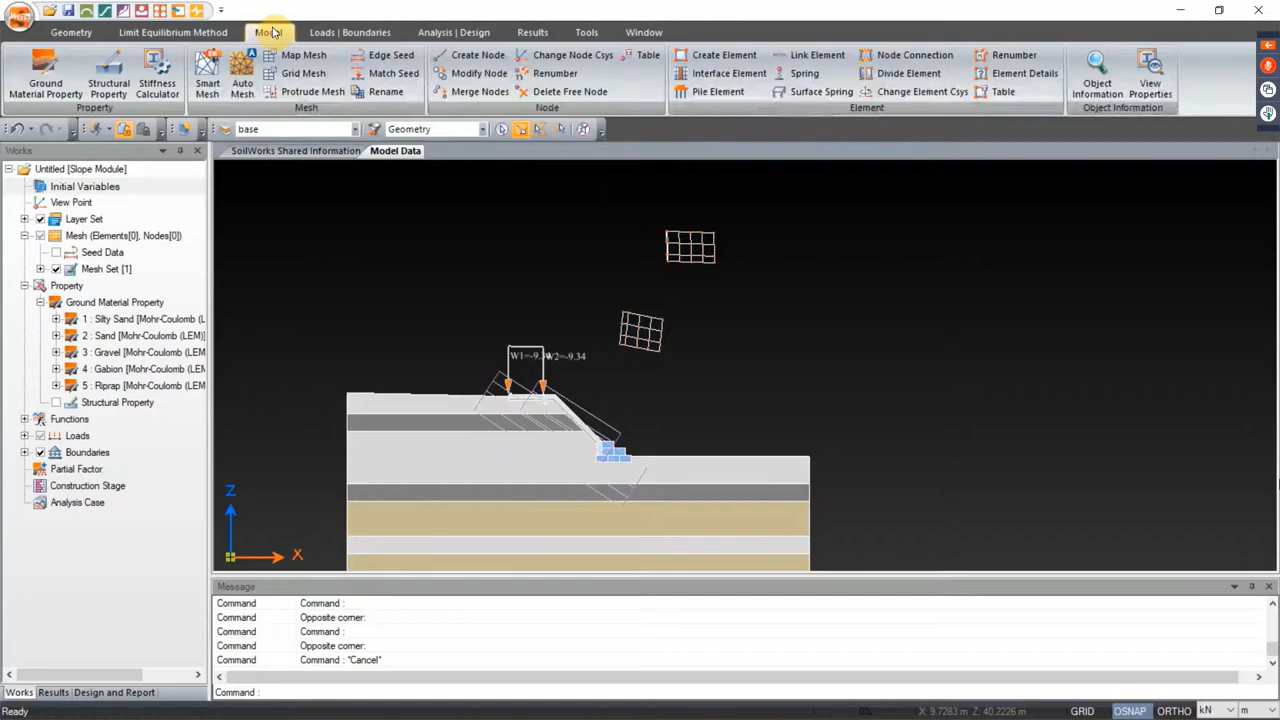 Geometry
Limit Equilibrium Method
Model
Loads | Boundaries
Analysis | Design
Results
Tools
Window
Ground Material Property
Structural Property
Stiffness Calculator
Property
Smart Mesh
Auto Mesh
Map Mesh
Grid Mesh
Protrude Mesh
Edge Seed
Match Seed
Rename
Mesh
Create Node
Modify Node
Merge Nodes
Change Node Csys
Renumber
Delete Free Node
Table
Node
Create Element
Interface Element
Pile Element
Link Element
Spring
Surface Spring
Node Connection
Divide Element
Change Element Csys
Renumber
Element Details
Table
Element
Object Information
View Properties
Object Information
base
Geometry
Works
SoilWorks Shared Information
Model Data
Untitled [Slope Module]
Initial Variables
View Point
Layer Set
Mesh (Elements[0], Nodes[0])
Seed Data
Mesh Set [1]
Property
Ground Material Property
1 : Silty Sand [Mohr-Coulomb (L
2 : Sand [Mohr-Coulomb (LEM)]
3 : Gravel [Mohr-Coulomb (LEM
4 : Gabion [Mohr-Coulomb (LEM
5 : Riprap [Mohr-Coulomb (LEM
Structural Property
Functions
Loads
Boundaries
Partial Factor
Construction Stage
Analysis Case
W2=-9.34
Z
X
Message
Command Command :
Command Opposite corner:
Command Command :
Command Opposite corner:
Command Command : *Cancel*
Works Results Design and Report
Command :
Ready
0%
X: 9.7283 m Z: 40.2226 m
GRID
OSNAP
ORTHO
kN
m